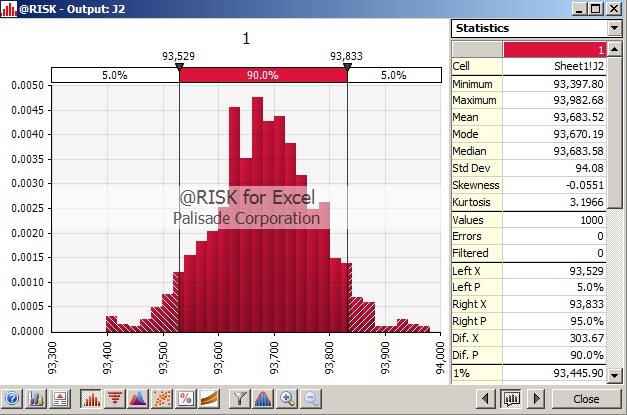 @RISK - Output: J2
1
93,529 93,833
5.0% 90.0% 5.0%
0.0050
0.0045
0.0040
0.0035
0.0030
0.0025
0.0020
0.0015
0.0010
0.0005
0.0000
@RISK for Excel
Palisade Corporation
93,300 93,400 93,500 93,600 93,700 93,800 93,900 94,000
Statistics
1
Cell Sheet1!J2
Minimum 93,397.80
Maximum 93,982.68
Mean 93,683.52
Mode 93,670.19
Median 93,683.58
Std Dev 94.08
Skewness -0.0551
Kurtosis 3.1966
Values 1000
Errors 0
Filtered 0
Left X 93,529
Left P 5.0%
Right X 93,833
Right P 95.0%
Dif. X 303.67
Dif. P 90.0%
1% 93,445.90
Close